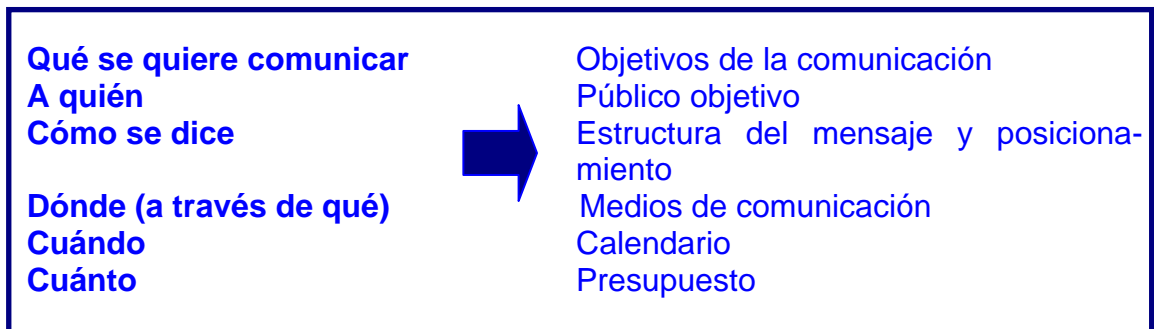 Qué se quiere comunicar Objetivos de la comunicación
A quién Público objetivo
Cómo se dice Estructura del mensaje y posiciona-
miento
Dónde (a través de qué) Medios de comunicación
Cuándo Calendario
Cuánto Presupuesto